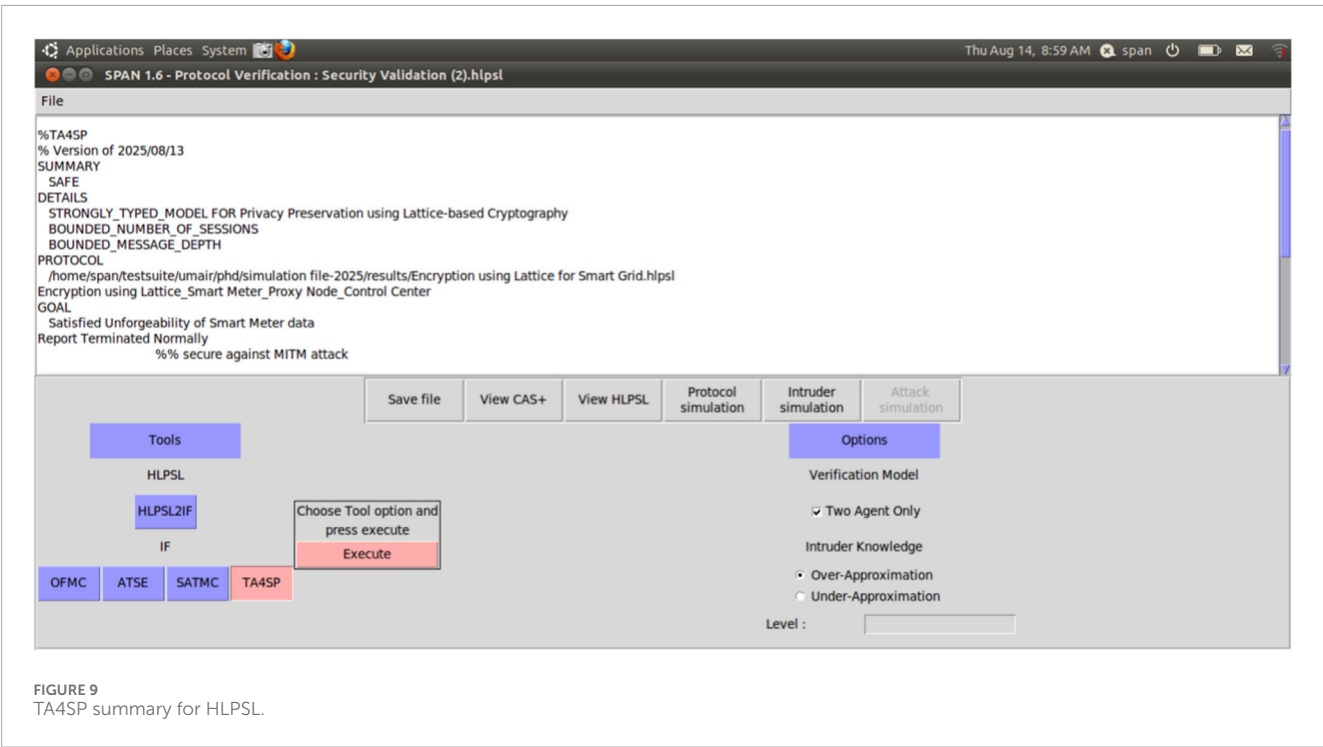 Applications Places System Thu Aug 14, 8:59 AM span
SPAN 1.6 - Protocol Verification : Security Validation (2).hlpsl
File
%TA4SP
% Version of 2025/08/13
SUMMARY
SAFE
DETAILS
STRONGLY_TYPED_MODEL FOR Privacy Preservation using Lattice-based Cryptography
BOUNDED_NUMBER_OF_SESSIONS
BOUNDED_MESSAGE_DEPTH
PROTOCOL
/home/span/testsuite/umair/phd/simulation file-2025/results/Encryption using Lattice for Smart Grid.hlpsl
Encryption using Lattice_Smart Meter_Proxy Node_Control Center
GOAL
Satisfied Unforgeability of Smart Meter data
Report Terminated Normally
%% secure against MITM attack
Save file View CAS+ View HLPSL Protocol simulation Intruder simulation Attack simulation
Tools
HLPSL
HLPSL2IF
IF
OFMC ATSE SATMC TA4SP
Choose Tool option and
press execute
Execute
Options
Verification Model
Two Agent Only
Intruder Knowledge
Over-Approximation
Under-Approximation
Level :
FIGURE 9
TA4SP summary for HLPSL.